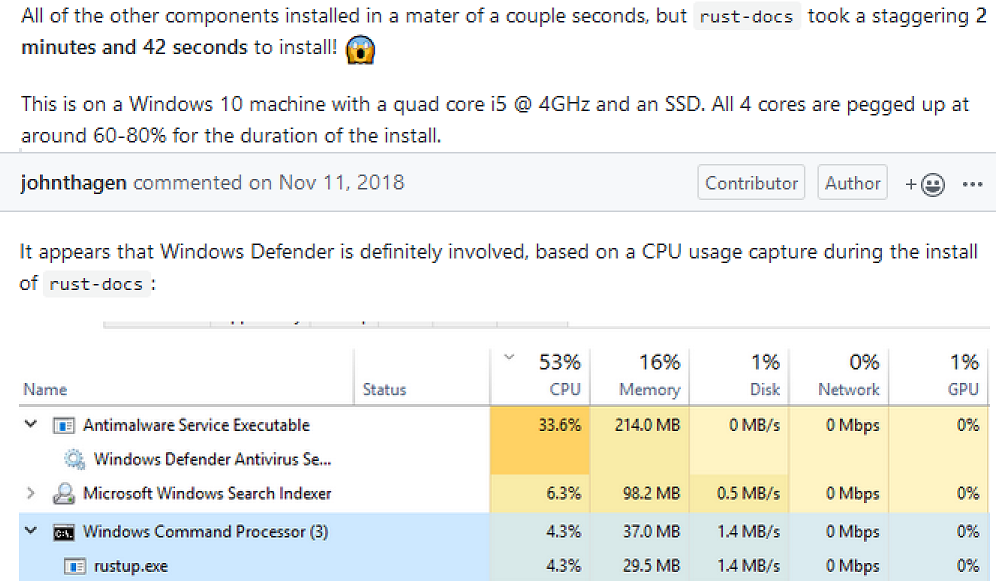 All of the other components installed in a mater of a couple seconds, but rust-docs took a staggering 2
minutes and 42 seconds to install!
This is on a Windows 10 machine with a quad core i5 @ 4GHz and an SSD. All 4 cores are pegged up at
around 60-80% for the duration of the install.
johnthagen commented on Nov 11, 2018 Contributor Author
It appears that Windows Defender is definitely involved, based on a CPU usage capture during the install
of rust-docs :
53% 16% 1% 0% 1%
Name Status CPU Memory Disk Network GPU
Antimalware Service Executable 33.6% 214.0 MB 0 MB/s 0 Mbps 0%
Windows Defender Antivirus Se...
Microsoft Windows Search Indexer 6.3% 98.2 MB 0.5 MB/s 0 Mbps 0%
Windows Command Processor (3) 4.3% 37.0 MB 1.4 MB/s 0 Mbps 0%
rustup.exe 4.3% 29.5 MB 1.4 MB/s 0 Mbps 0%